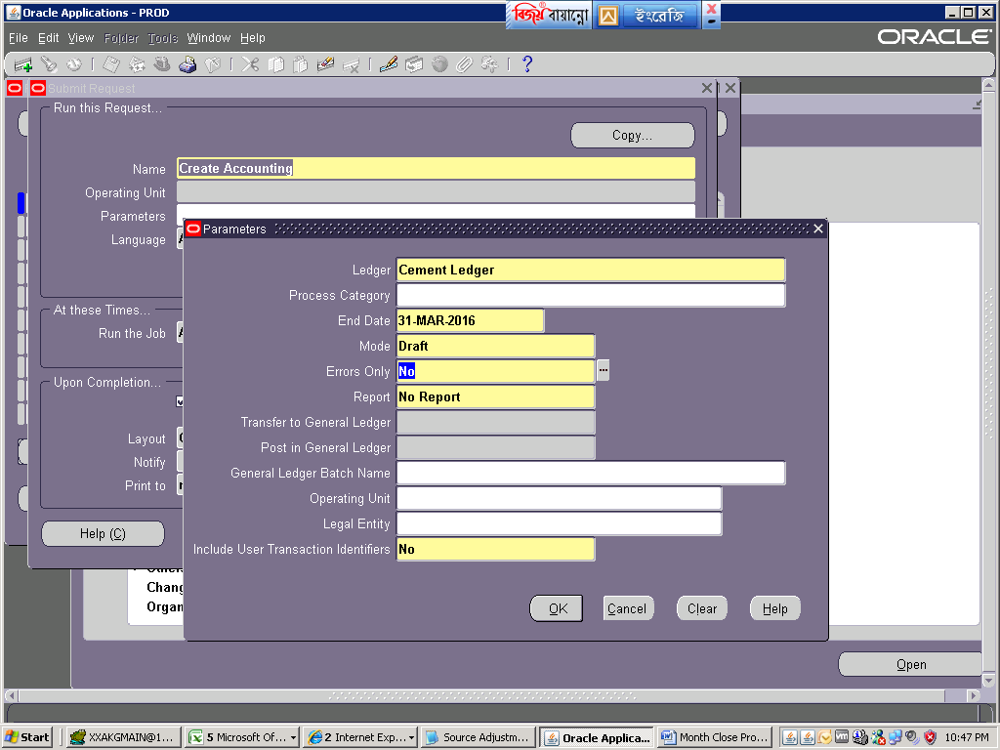 Oracle Applications - PROD
বিজয় বায়ান্নো ইংরেজি
File Edit View Folder Tools Window Help
ORACLE
Submit Request
Run this Request...
Copy...
Name Create Accounting
Operating Unit
Parameters
Language
Parameters
Ledger Cement Ledger
Process Category
End Date 31-MAR-2016
Mode Draft
Errors Only No
Report No Report
Transfer to General Ledger
Post in General Ledger
General Ledger Batch Name
Operating Unit
Legal Entity
Include User Transaction Identifiers No
OK Cancel Clear Help
At these Times...
Run the Job
Upon Completion...
Layout
Notify
Print to
Help (C)
Open
Start XXAKGMAIN@1... 5 Microsoft Of... 2 Internet Exp... Source Adjustm... Oracle Applica... Month Close Pro... 10:47 PM